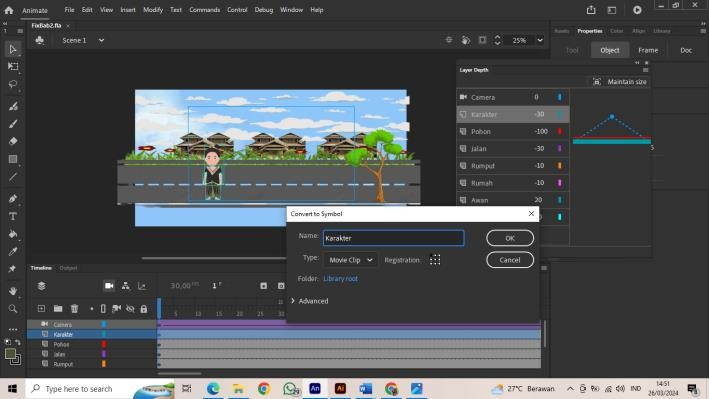 Animate
File Edit View Insert Modify Text Commands Control Debug Window Help
FixBab2.fla
Scene 1
25%
Assets Properties Color Align Library
Tool Object Frame Doc
Layer Depth
Maintain size
Camera 0
Karakter -30
Pohon -100
Jalan -30
Rumput -10
Rumah -10
Awan 20
Convert to Symbol
Name: Karakter
OK
Type: Movie Clip Registration:
Cancel
Folder: Library root
Advanced
Timeline Output
30,00 FPS 1 F
5 10 15 20 25 30
Camera
Karakter
Pohon
Jalan
Rumput
Type here to search
29
An
Ai
27°C Berawan
IND
14:51
26/03/2024